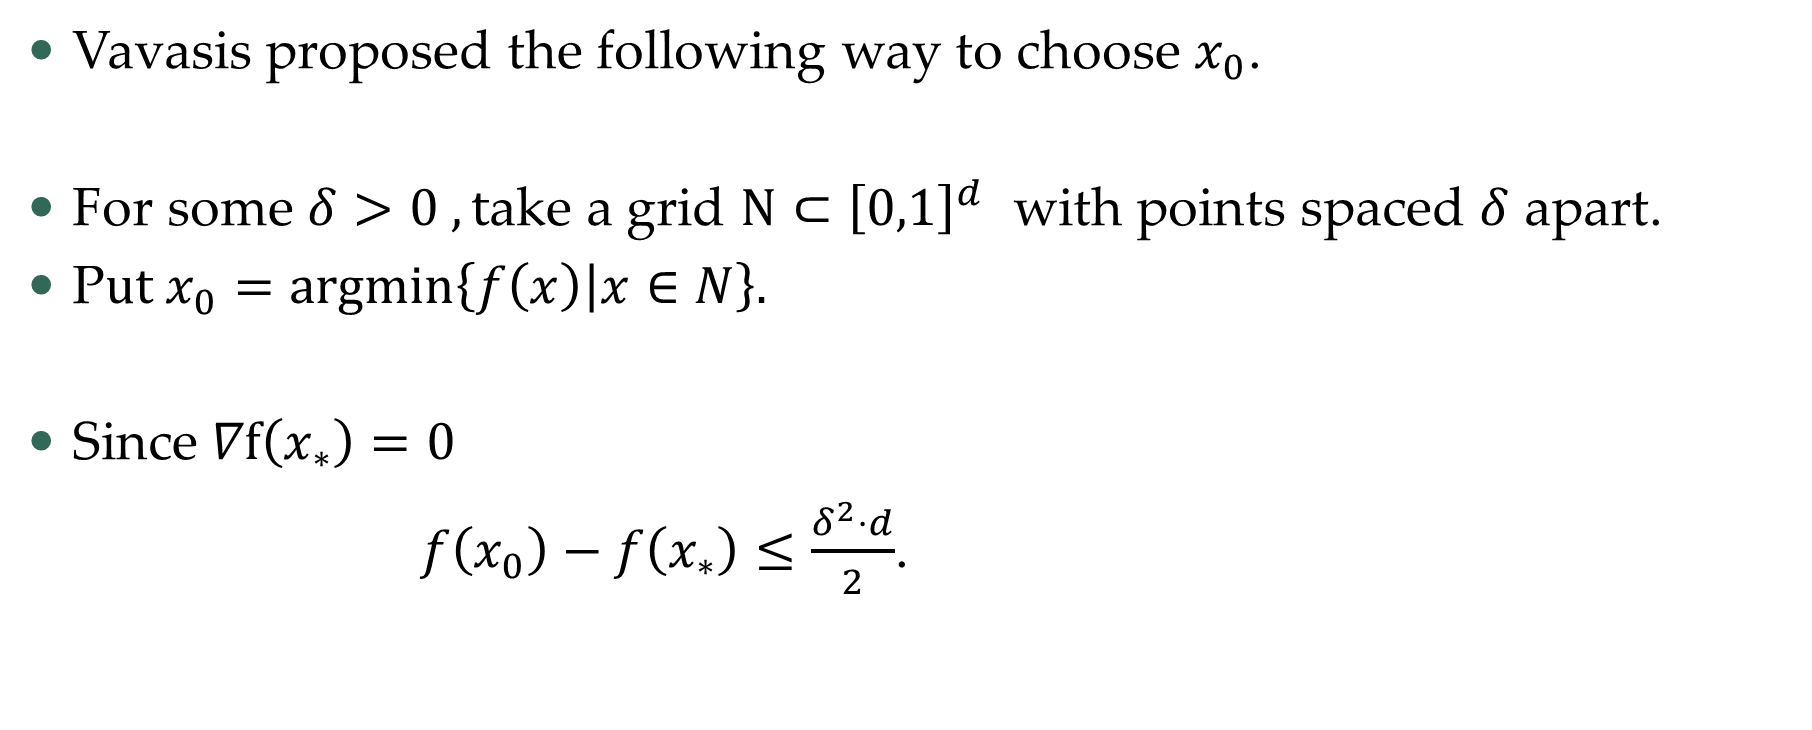 • Vavasis proposed the following way to choose x₀.
• For some δ > 0 , take a grid N ⊂ [0,1]ᵈ with points spaced δ apart.
• Put x₀ = argmin{f(x)|x ∈ N}.
• Since ∇f(x∗) = 0
f(x₀) − f(x∗) ≤ δ²·d / 2.